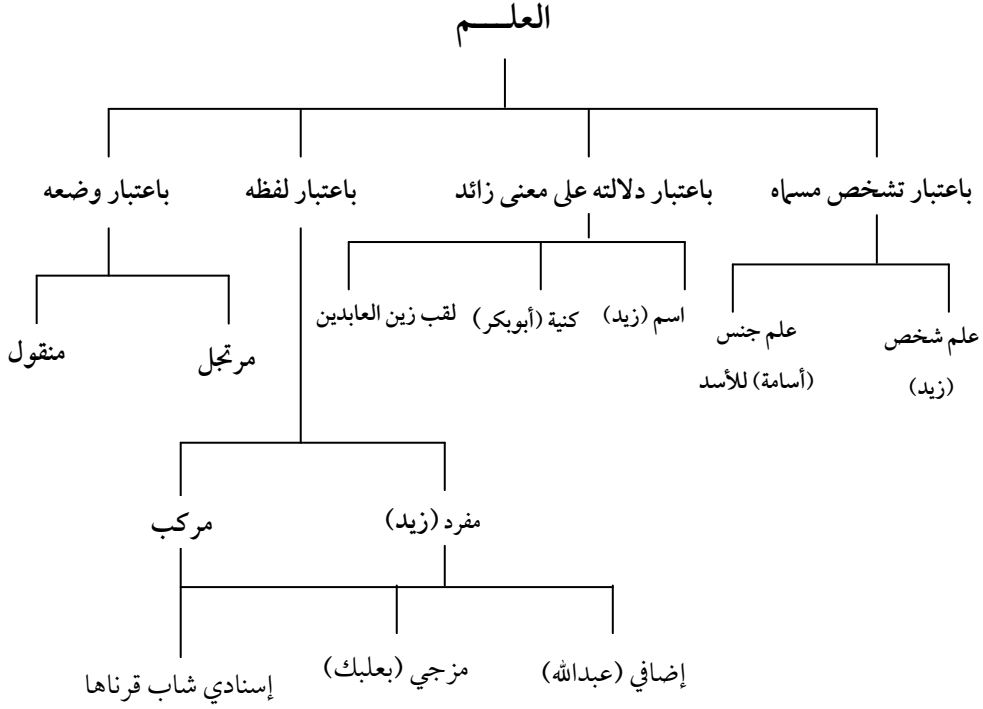 العلــــم
باعتبار تشخص مسماه
باعتبار دلالته على معنى زائد
باعتبار لفظه
باعتبار وضعه
علم شخص
(زيد)
علم جنس
(أسامة) للأسد
اسم (زيد)
كنية (أبوبكر)
لقب زين العابدين
مرتجل
منقول
مفرد (زيد)
مركب
إضافي (عبدالله)
مزجي (بعلبك)
إسنادي شاب قرناها